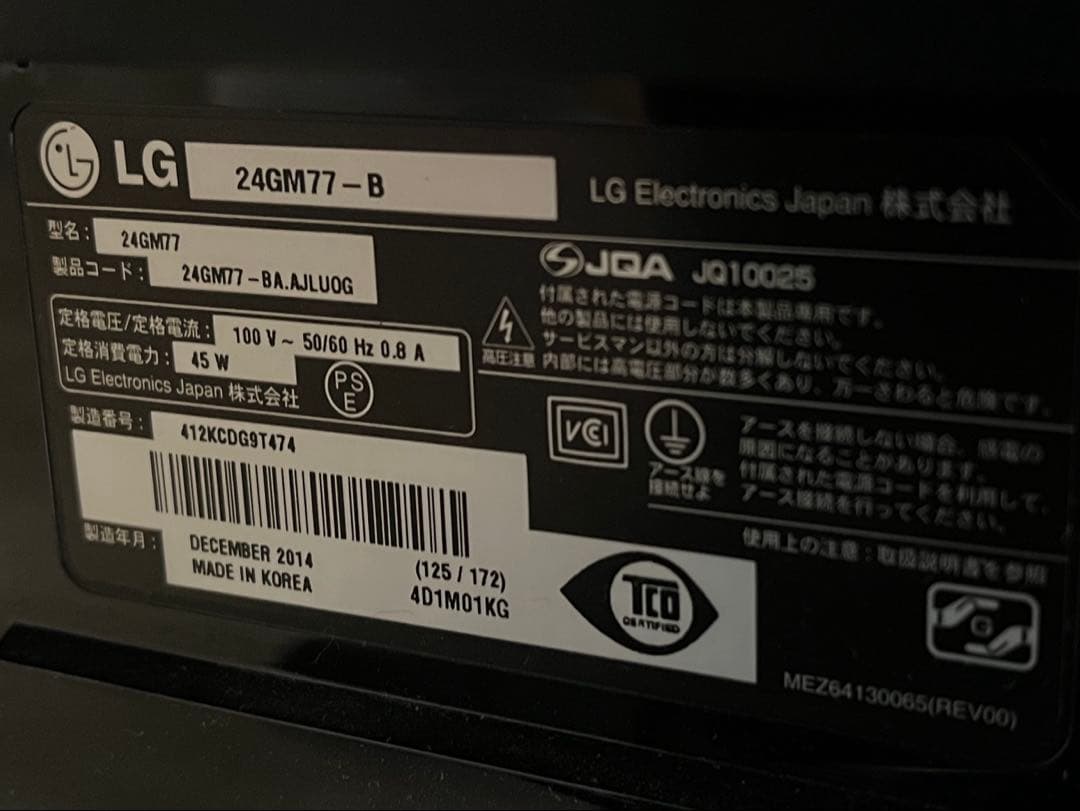 LG 24GM77-B LG Electronics Japan 株式会社
型名: 24GM77
製品コード: 24GM77-BA.AJLUOG
定格電圧/定格電流: 100 V~ 50/60 Hz 0.8 A
定格消費電力: 45 W
LG Electronics Japan 株式会社 PSE
製造番号: 412KCDG9T474
製造年月: DECEMBER 2014
MADE IN KOREA
(125 / 172)
4D1M01KG
JQA JQ10025
付属された電源コードは本製品専用です。
他の製品には使用しないでください。
サービスマン以外の方は分解しないでください。
高圧注意 内部には高電圧部分が数多くあり、万一さわると危険です。
VCCI
アース線を
接続せよ
アースを接続しない場合、感電の
原因になることがあります。
付属された電源コードを利用して、
アース接続を行ってください。
使用上の注意:取扱説明書を参照
TCO
CERTIFIED
G
MEZ64130065(REV00)